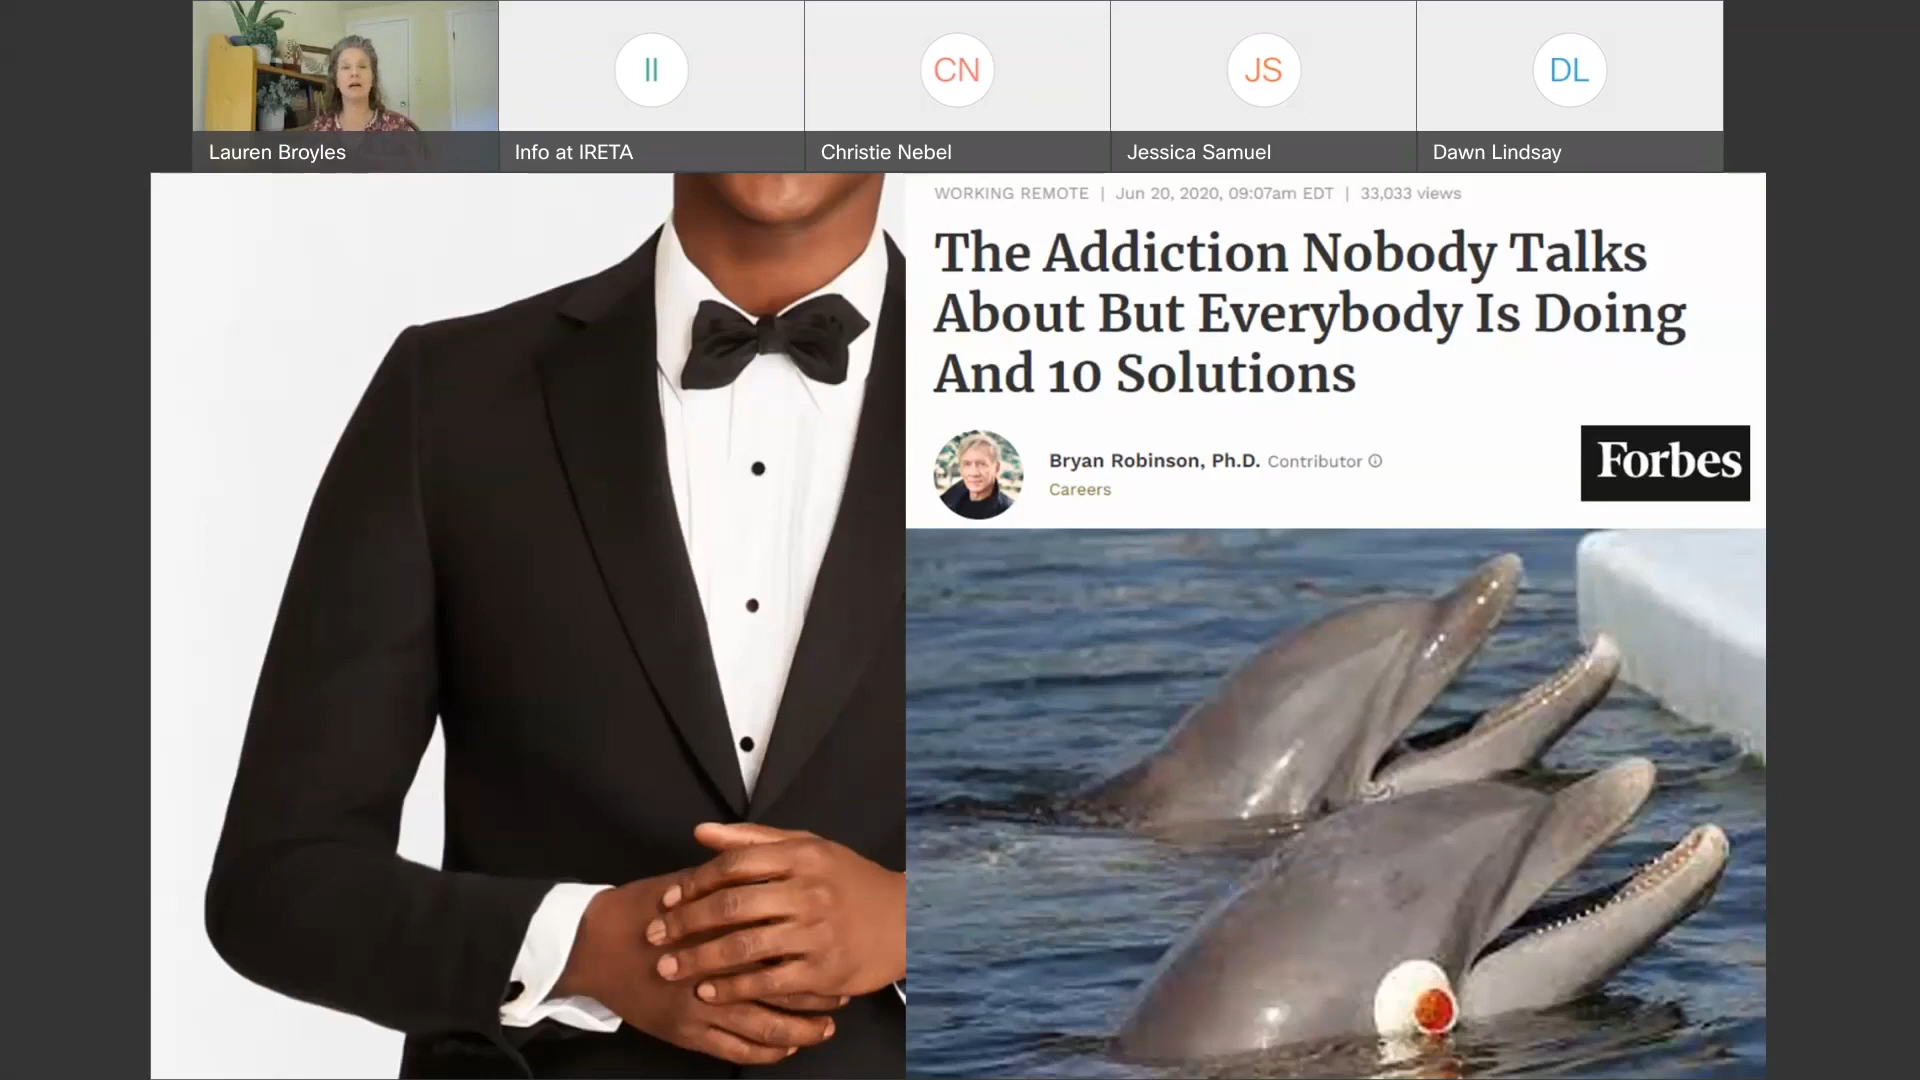 II
CN
JS
DL
Lauren Broyles
Info at IRETA
Christie Nebel
Jessica Samuel
Dawn Lindsay
WORKING REMOTE | Jun 20, 2020, 09:07am EDT | 33,033 views
The Addiction Nobody Talks
About But Everybody Is Doing
And 10 Solutions
Bryan Robinson, Ph.D. Contributor
Careers
Forbes